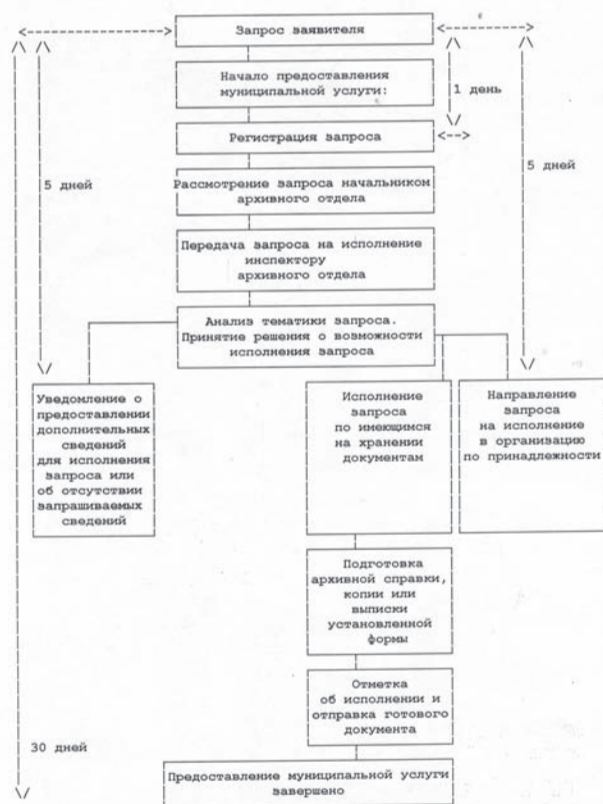 Запрос заявителя
Начало предоставления
муниципальной услуги:
1 день
Регистрация запроса
5 дней
5 дней
Рассмотрение запроса начальником
архивного отдела
Передача запроса на исполнение
инспектору
архивного отдела
Анализ тематики запроса.
Принятие решения о возможности
исполнения запроса
Уведомление о
предоставлении
дополнительных
сведений
для исполнения
запроса или
об отсутствии
запрашиваемых
сведений
Исполнение
запроса
по имеющимся
на хранении
документам
Направление
запроса
на исполнение
в организацию
по принадлежности
Подготовка
архивной справки,
копии или
выписки
установленной
формы
Отметка
об исполнении и
отправка готового
документа
30 дней
Предоставление муниципальной услуги
завершено